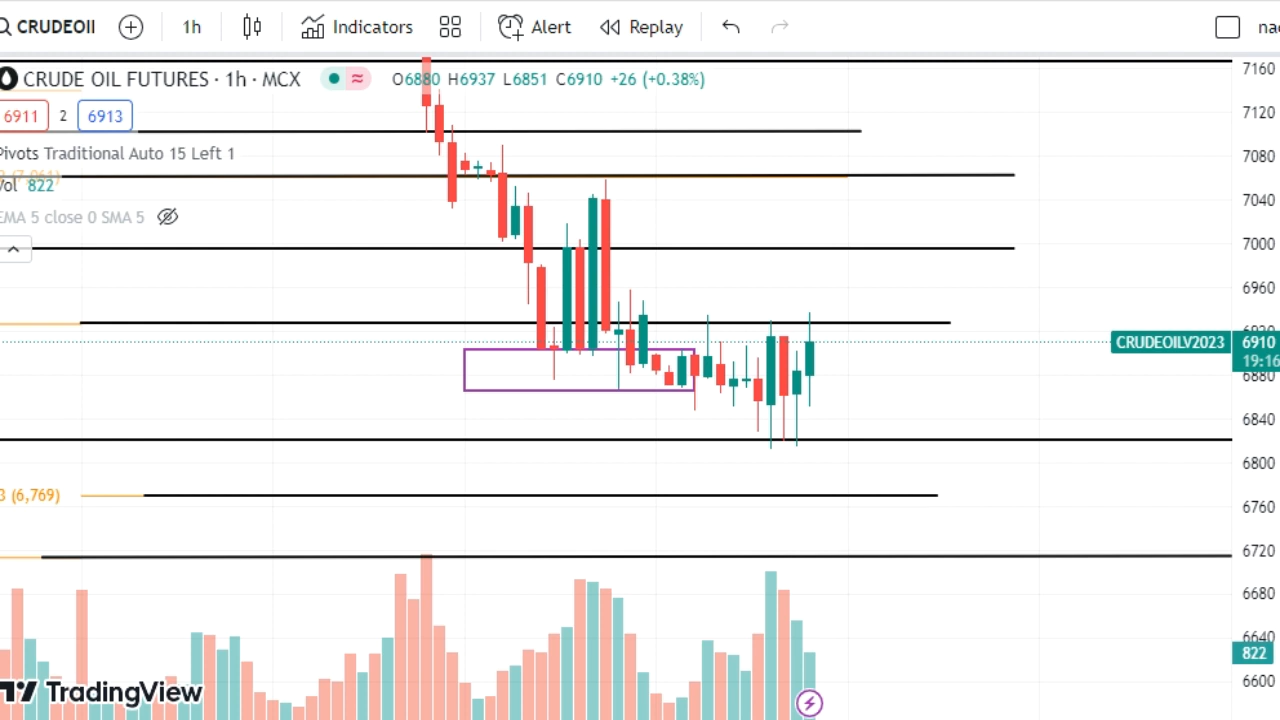 CRUDEOIl 1h Indicators Alert Replay nac
CRUDE OIL FUTURES · 1h · MCX O6880 H6937 L6851 C6910 +26 (+0.38%)
6911 2 6913
Pivots Traditional Auto 15 Left 1
Vol 822
EMA 5 close 0 SMA 5
3 (6,769)
7160
7120
7080
7040
7000
6960
6920
CRUDEOILV2023 6910
19:16
6880
6840
6800
6760
6720
6680
6640
822
6600
TradingView